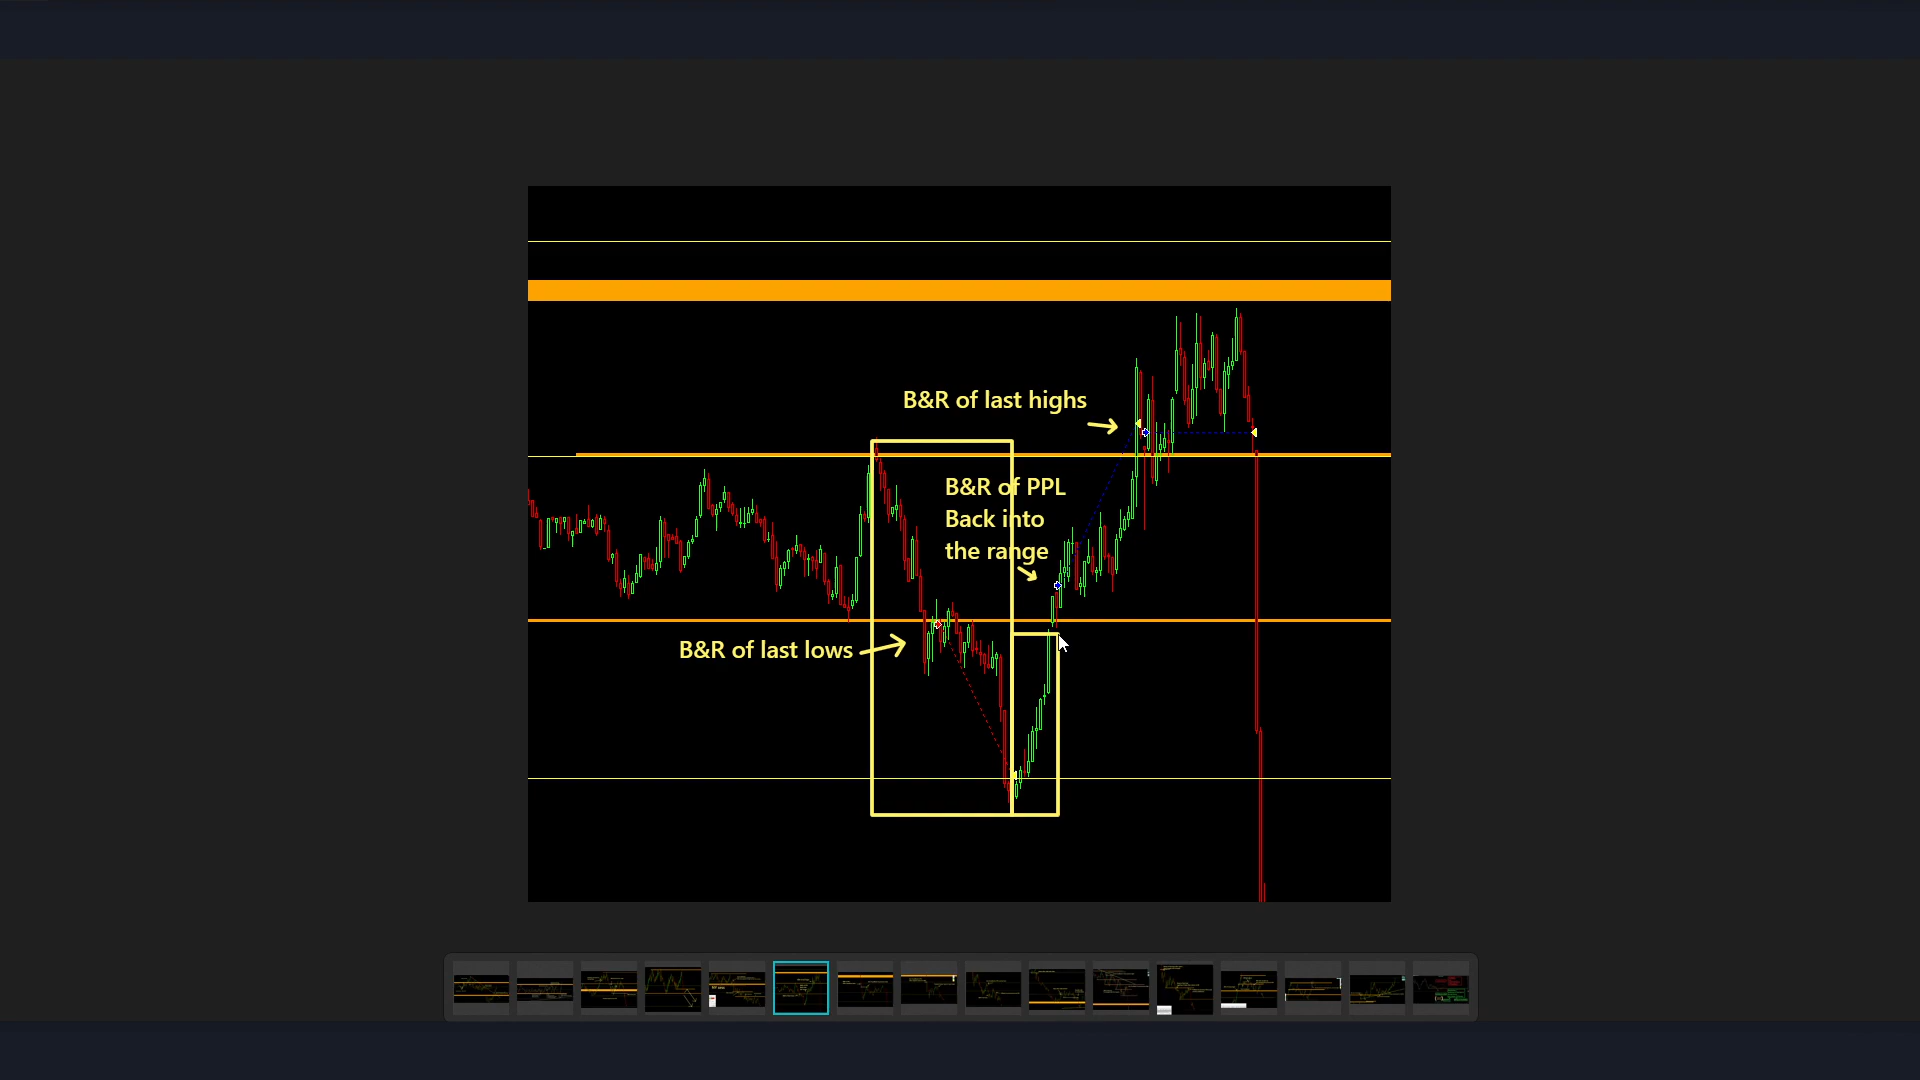 B&R of last highs
B&R of PPL
Back into
the range
B&R of last lows